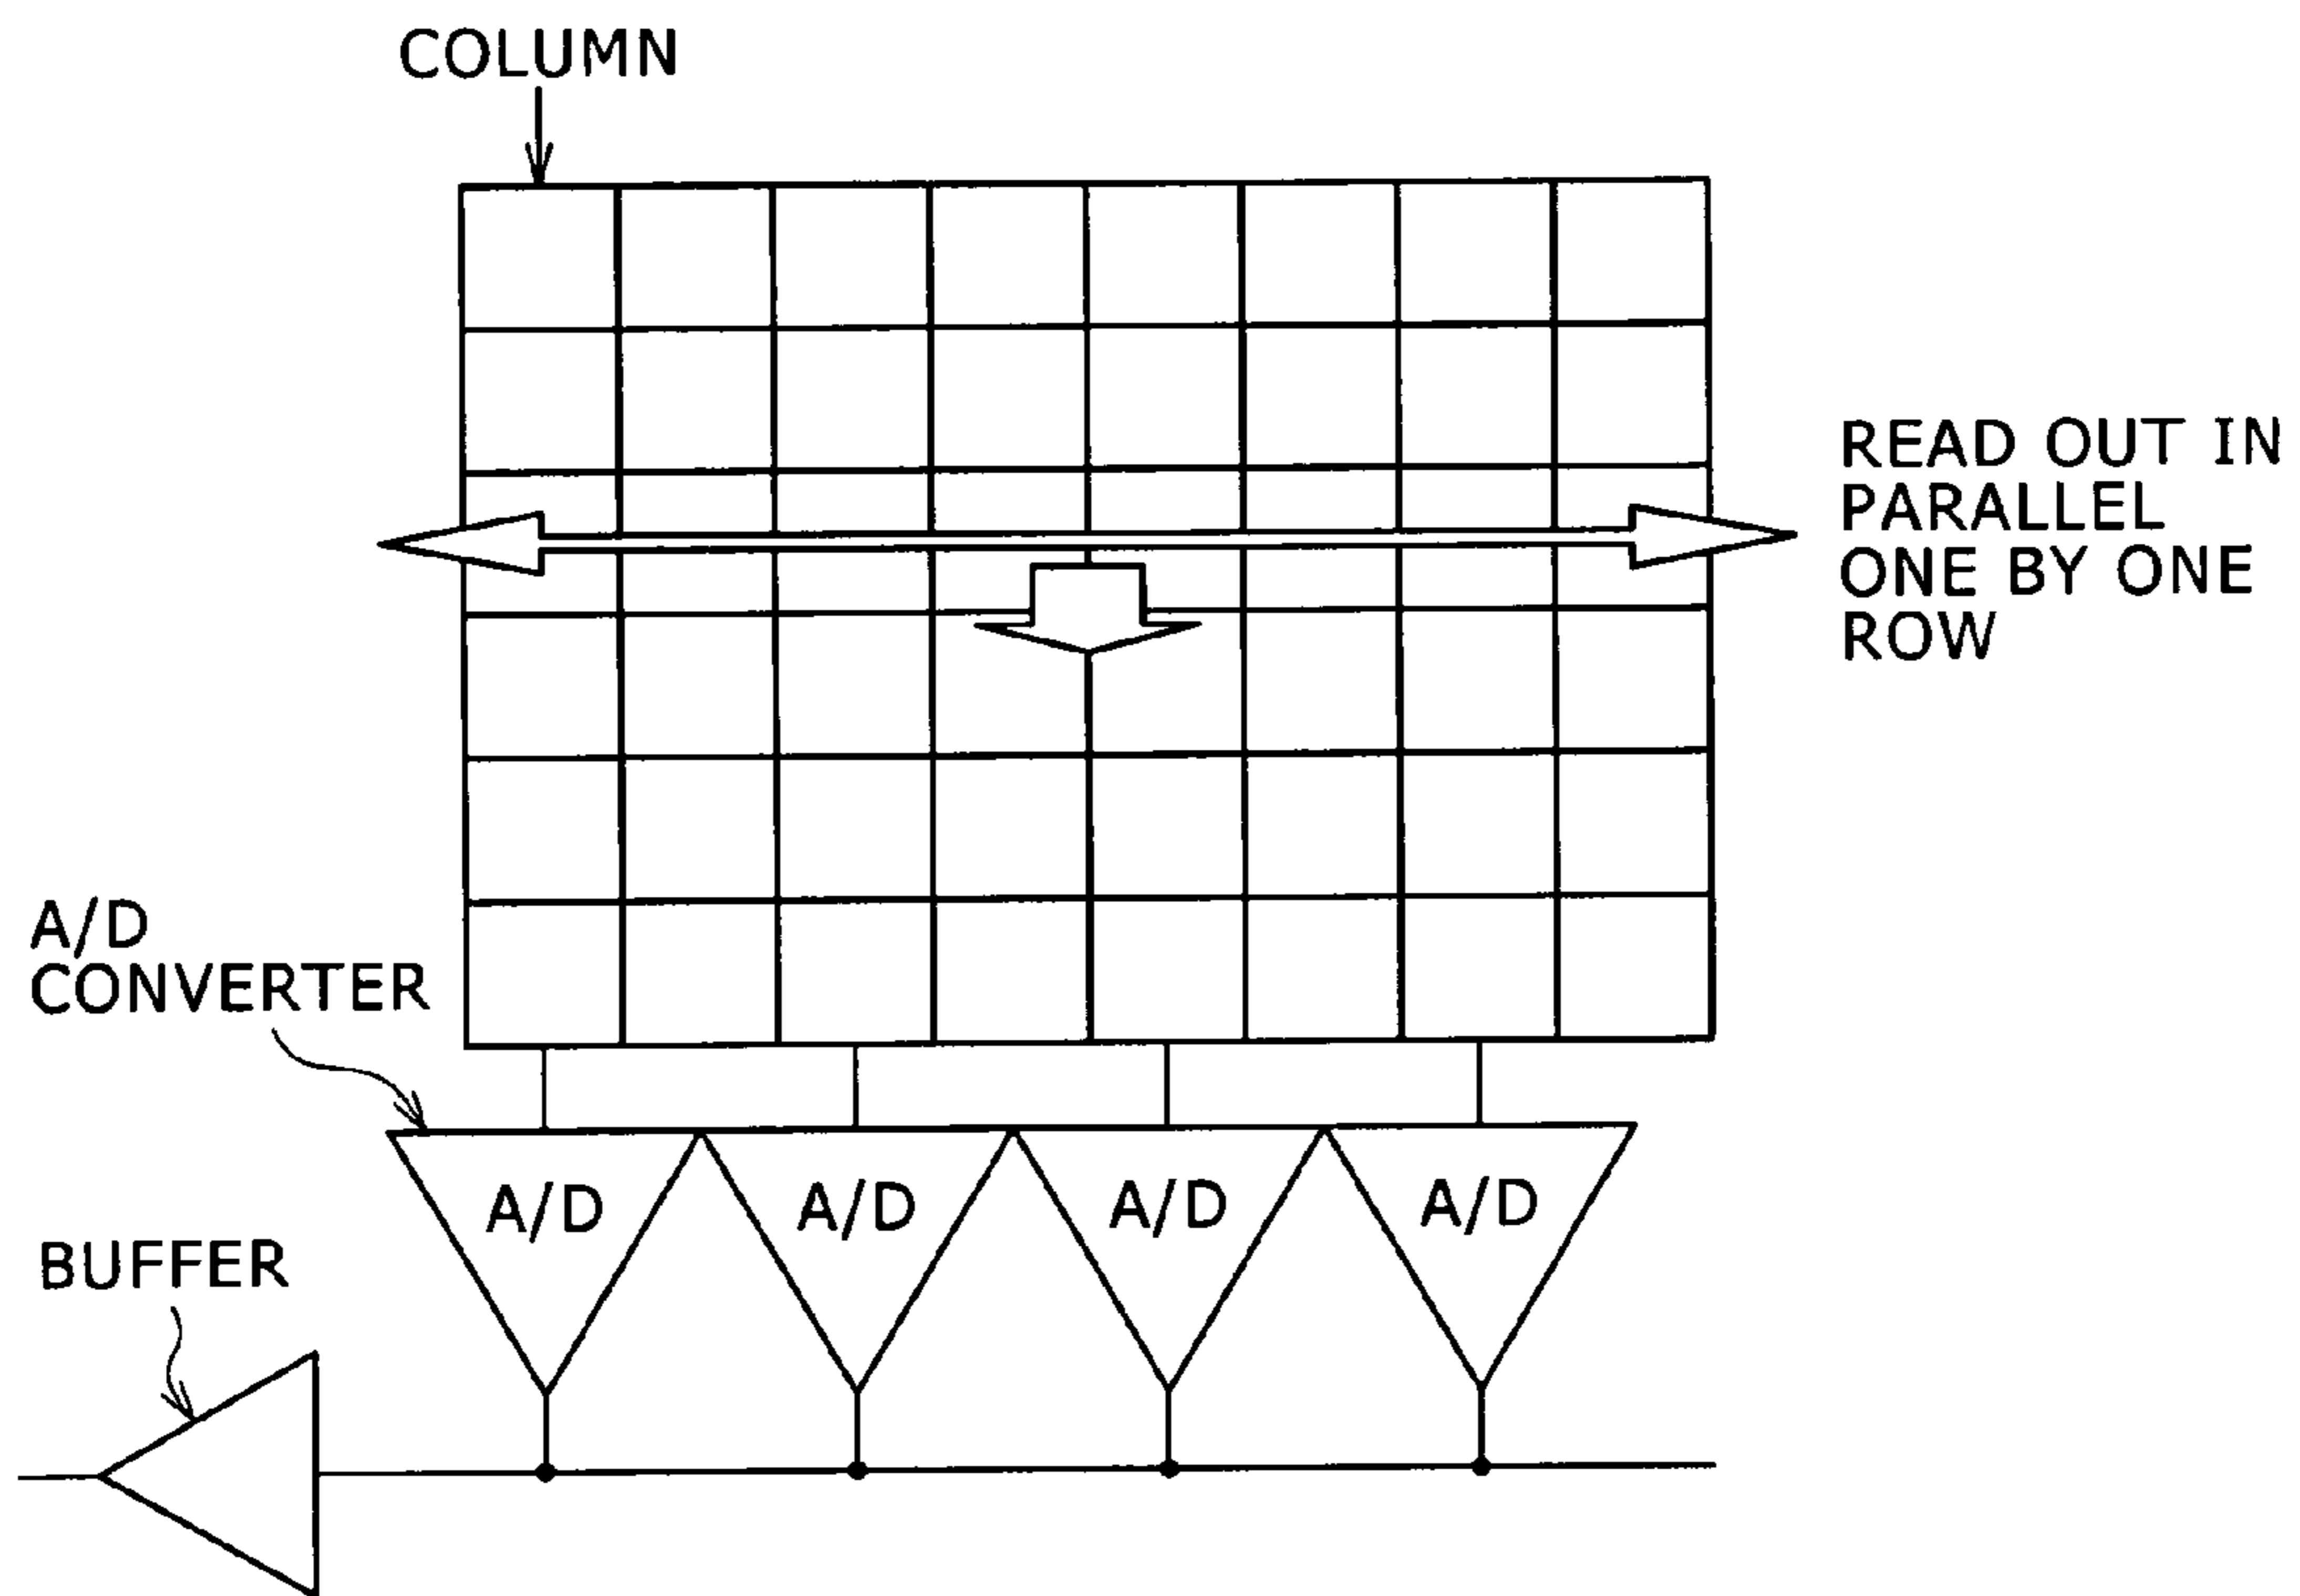 COLUMN
READ OUT IN
PARALLEL
ONE BY ONE
ROW
A/D
CONVERTER
A/D A/D A/D A/D
BUFFER